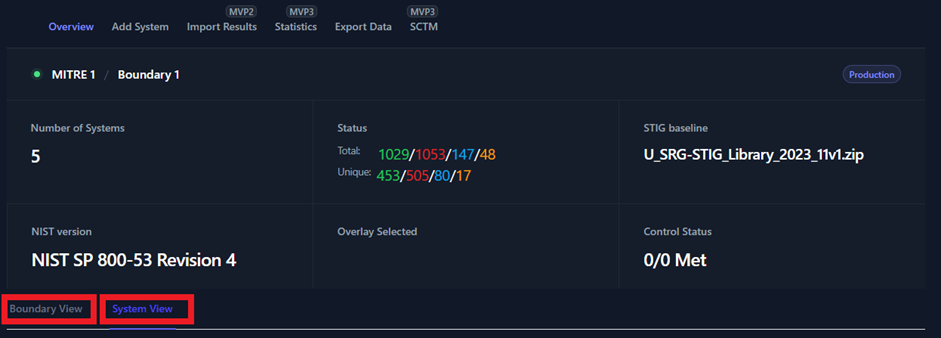 MVP2 MVP3 MVP3
Overview Add System Import Results Statistics Export Data SCTM
MITRE 1 / Boundary 1 Production
Number of Systems Status STIG baseline
5 Total: 1029/1053/147/48 U_SRG-STIG_Library_2023_11v1.zip
Unique: 453/505/80/17
NIST version Overlay Selected Control Status
NIST SP 800-53 Revision 4 0/0 Met
Boundary View System View